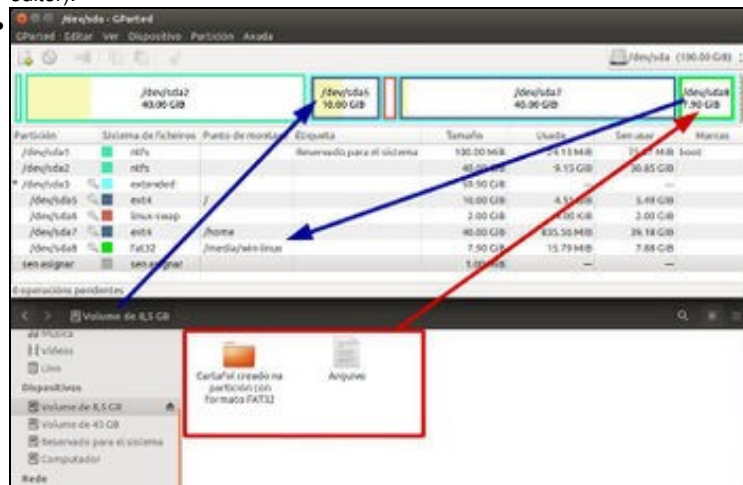 /dev/sda - GParted
GParted Editar Ver Dispositivo Partición Axuda
/dev/sda (100.00 GiB)
/dev/sda2
40.00 GiB
/dev/sda5
10.00 GiB
/dev/sda7
40.00 GiB
/dev/sda8
7.90 GiB
Partición Sistema de ficheiros Punto de montaxe Etiqueta Tamaño Usada Sen usar Marcas
/dev/sda1 ntfs Reservado para el sistema 100.00 MiB 24.13 MiB boot
/dev/sda2 ntfs 40.00 GiB 9.15 GiB 30.85 GiB
/dev/sda3 extended 50.90 GiB — —
/dev/sda5 ext4 / 10.00 GiB 5.49 GiB
/dev/sda6 linux-swap 2.00 GiB 2.00 GiB
/dev/sda7 ext4 /home 40.00 GiB 835.50 MiB 39.18 GiB
/dev/sda8 fat32 /media/win-linux 7.90 GiB 15.79 MiB 7.88 GiB
sen asignar sen asignar 1.00 MiB — —
0 operacións pendentes
Volume de 8,5 GB
Música
Vídeos
Lixo
Dispositivos
Volume de 8,5 GB
Volume de 43 GB
Reservado para el sistema
Computador
Rede
Cartafol creado na
partición con
formato FAT32
Arquivo